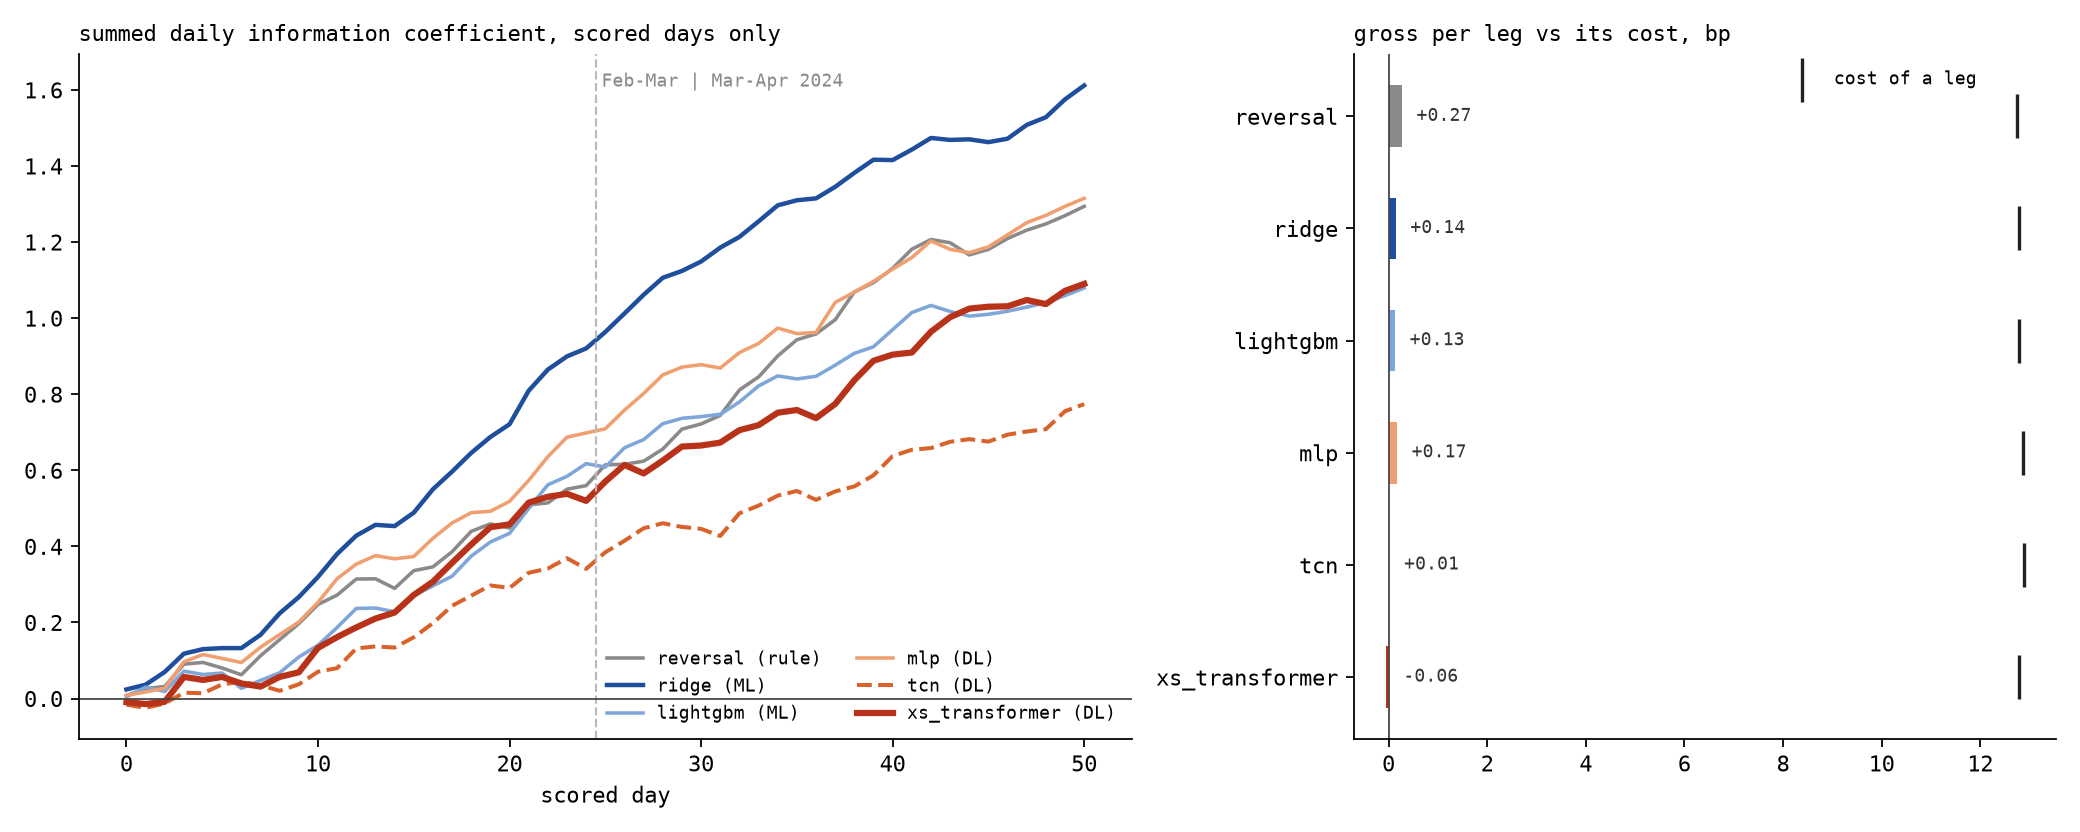 summed daily information coefficient, scored days only
Feb-Mar | Mar-Apr 2024
1.6
1.4
1.2
1.0
0.8
0.6
0.4
0.2
0.0
reversal (rule)
ridge (ML)
lightgbm (ML)
mlp (DL)
tcn (DL)
xs_transformer (DL)
0 10 20 30 40 50
scored day
gross per leg vs its cost, bp
cost of a leg
reversal +0.27
ridge +0.14
lightgbm +0.13
mlp +0.17
tcn +0.01
xs_transformer -0.06
0 2 4 6 8 10 12